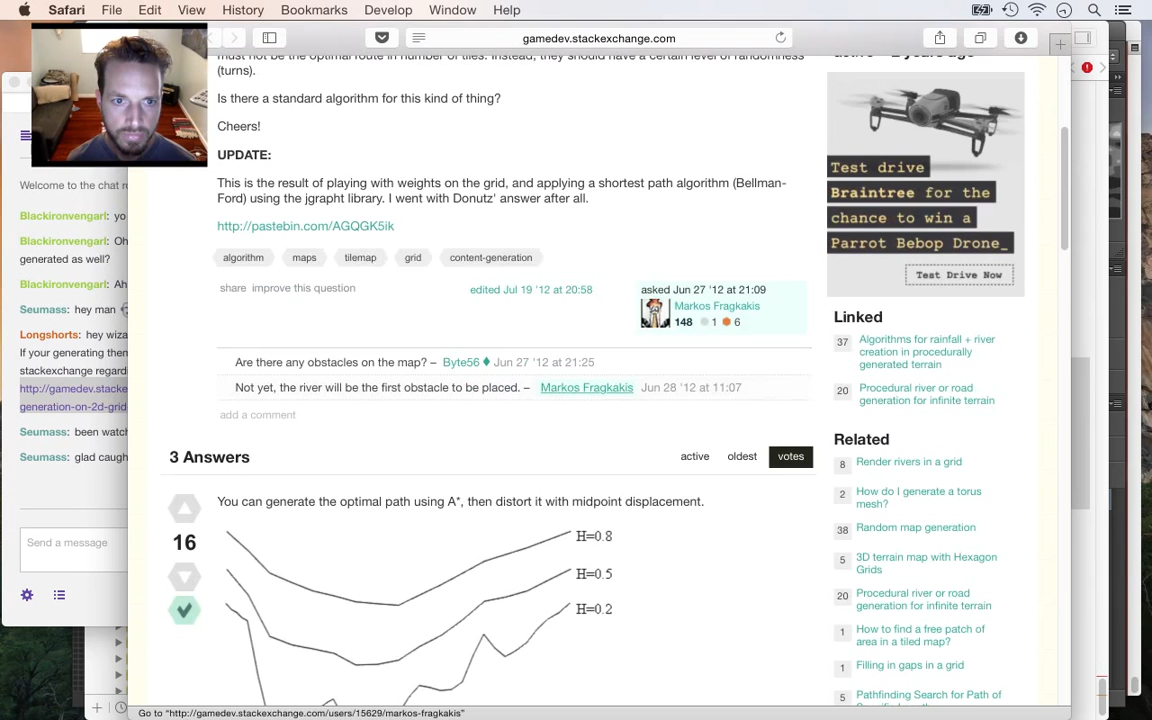 Safari File Edit View History Bookmarks Develop Window Help
gamedev.stackexchange.com
must not be the optimal route in number of tiles. Instead, they should have a certain level of randomness
(turns).
Is there a standard algorithm for this kind of thing?
Cheers!
UPDATE:
This is the result of playing with weights on the grid, and applying a shortest path algorithm (Bellman-
Ford) using the jgrapht library. I went with Donutz' answer after all.
http://pastebin.com/AGQGK5ik
algorithm maps tilemap grid content-generation
share improve this question
edited Jul 19 '12 at 20:58
asked Jun 27 '12 at 21:09
Markos Fragkakis
148 1 6
Are there any obstacles on the map? – Byte56 ♦ Jun 27 '12 at 21:25
Not yet, the river will be the first obstacle to be placed. – Markos Fragkakis Jun 28 '12 at 11:07
add a comment
3 Answers
active oldest votes
You can generate the optimal path using A*, then distort it with midpoint displacement.
16
H=0.8
H=0.5
H=0.2
Go to "http://gamedev.stackexchange.com/users/15629/markos-fragkakis"
Test drive
Braintree for the
chance to win a
Parrot Bebop Drone_
Test Drive Now
Linked
37 Algorithms for rainfall + river
creation in procedurally
generated terrain
20 Procedural river or road
generation for infinite terrain
Related
8 Render rivers in a grid
2 How do I generate a torus
mesh?
38 Random map generation
5 3D terrain map with Hexagon
Grids
20 Procedural river or road
generation for infinite terrain
1 How to find a free patch of
area in a tiled map?
1 Filling in gaps in a grid
5 Pathfinding Search for Path of
Welcome to the chat
Blackironvengarl: yo
Blackironvengarl: Oh
generated as well?
Blackironvengarl: Ah
Seumass: hey man
Longshorts: hey wiza
If your generating then
stackexchange regardi
http://gamedev.stacke
generation-on-2d-grid
Seumass: been watch
Seumass: glad caugh
Send a message